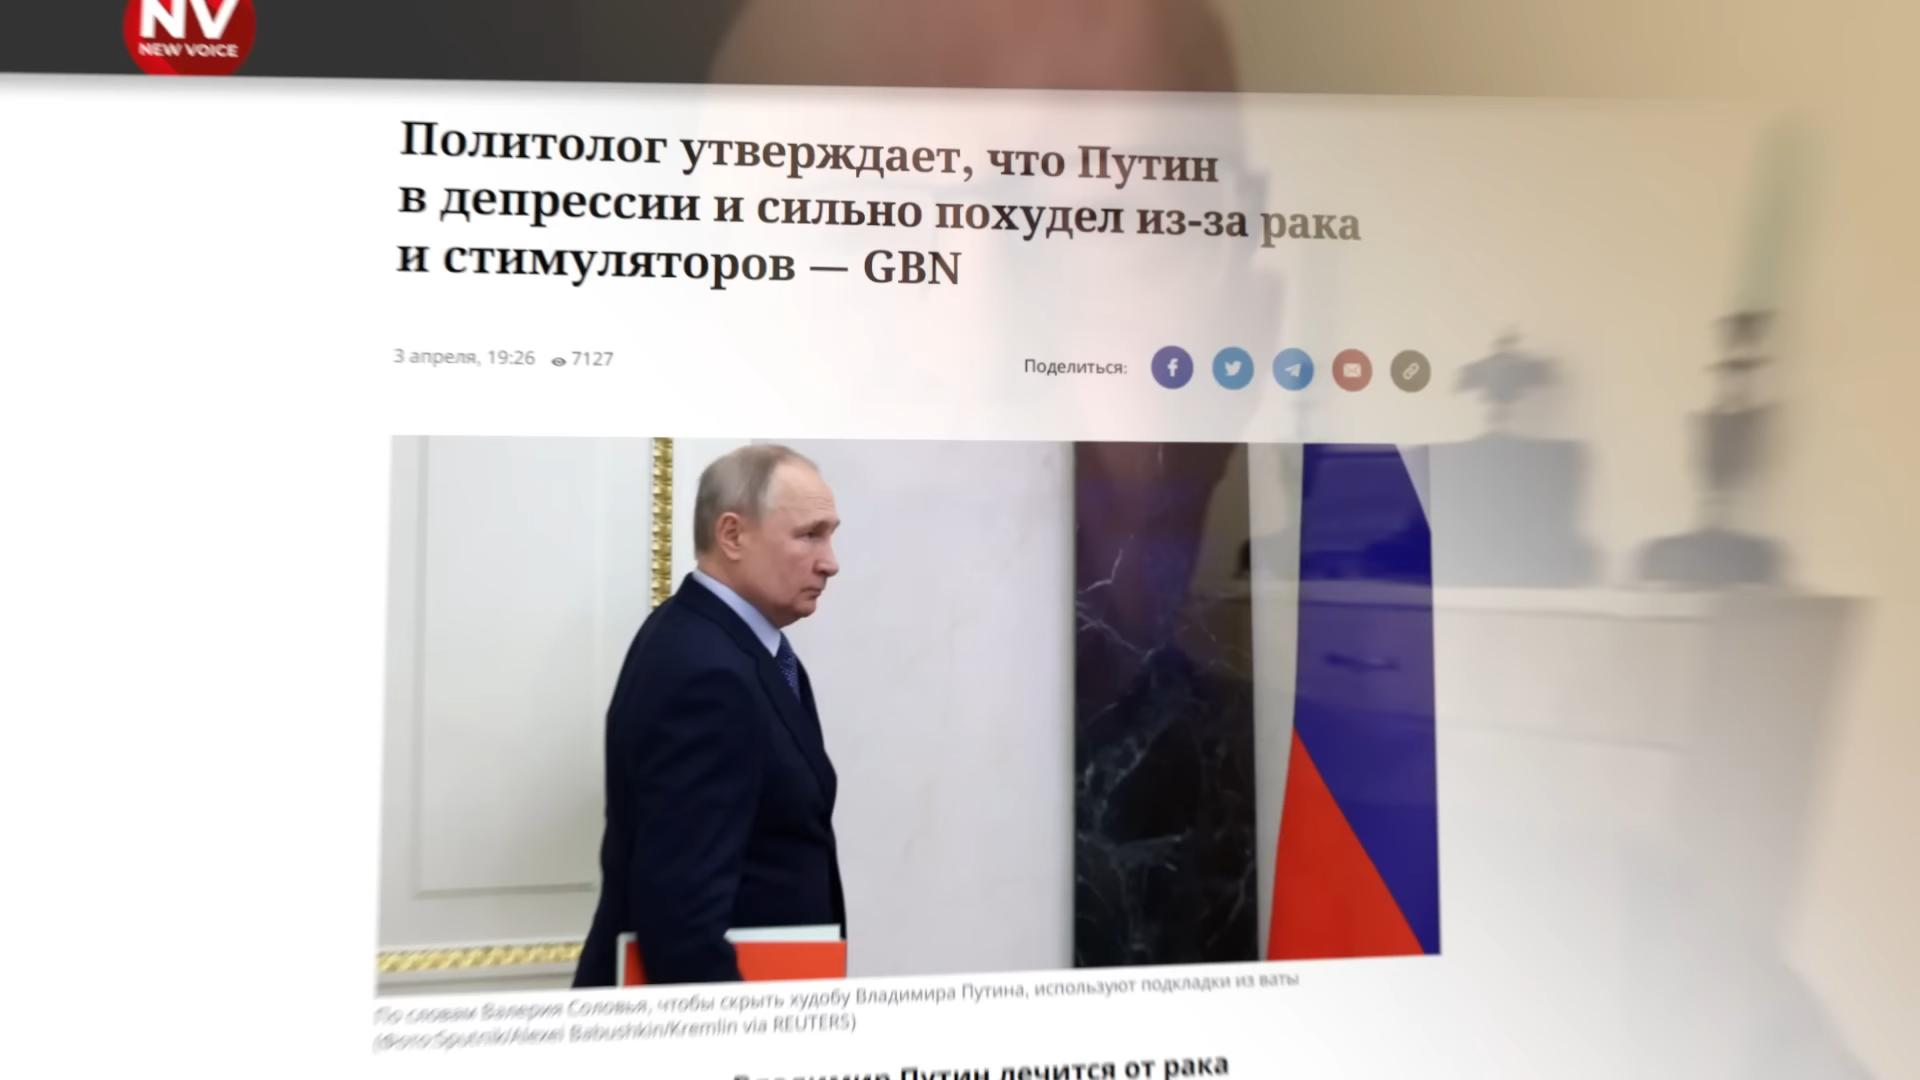 NV
NEW VOICE
Политолог утверждает, что Путин
в депрессии и сильно похудел из-за рака
и стимуляторов — GBN
3 апреля, 19:26 7127
Поделиться:
По словам Валерия Соловья, чтобы скрыть худобу Владимира Путина, используют подкладки из ваты
(Фото:Sputnik/Alexei Babushkin/Kremlin via REUTERS)
Владимир Путин лечится от рака